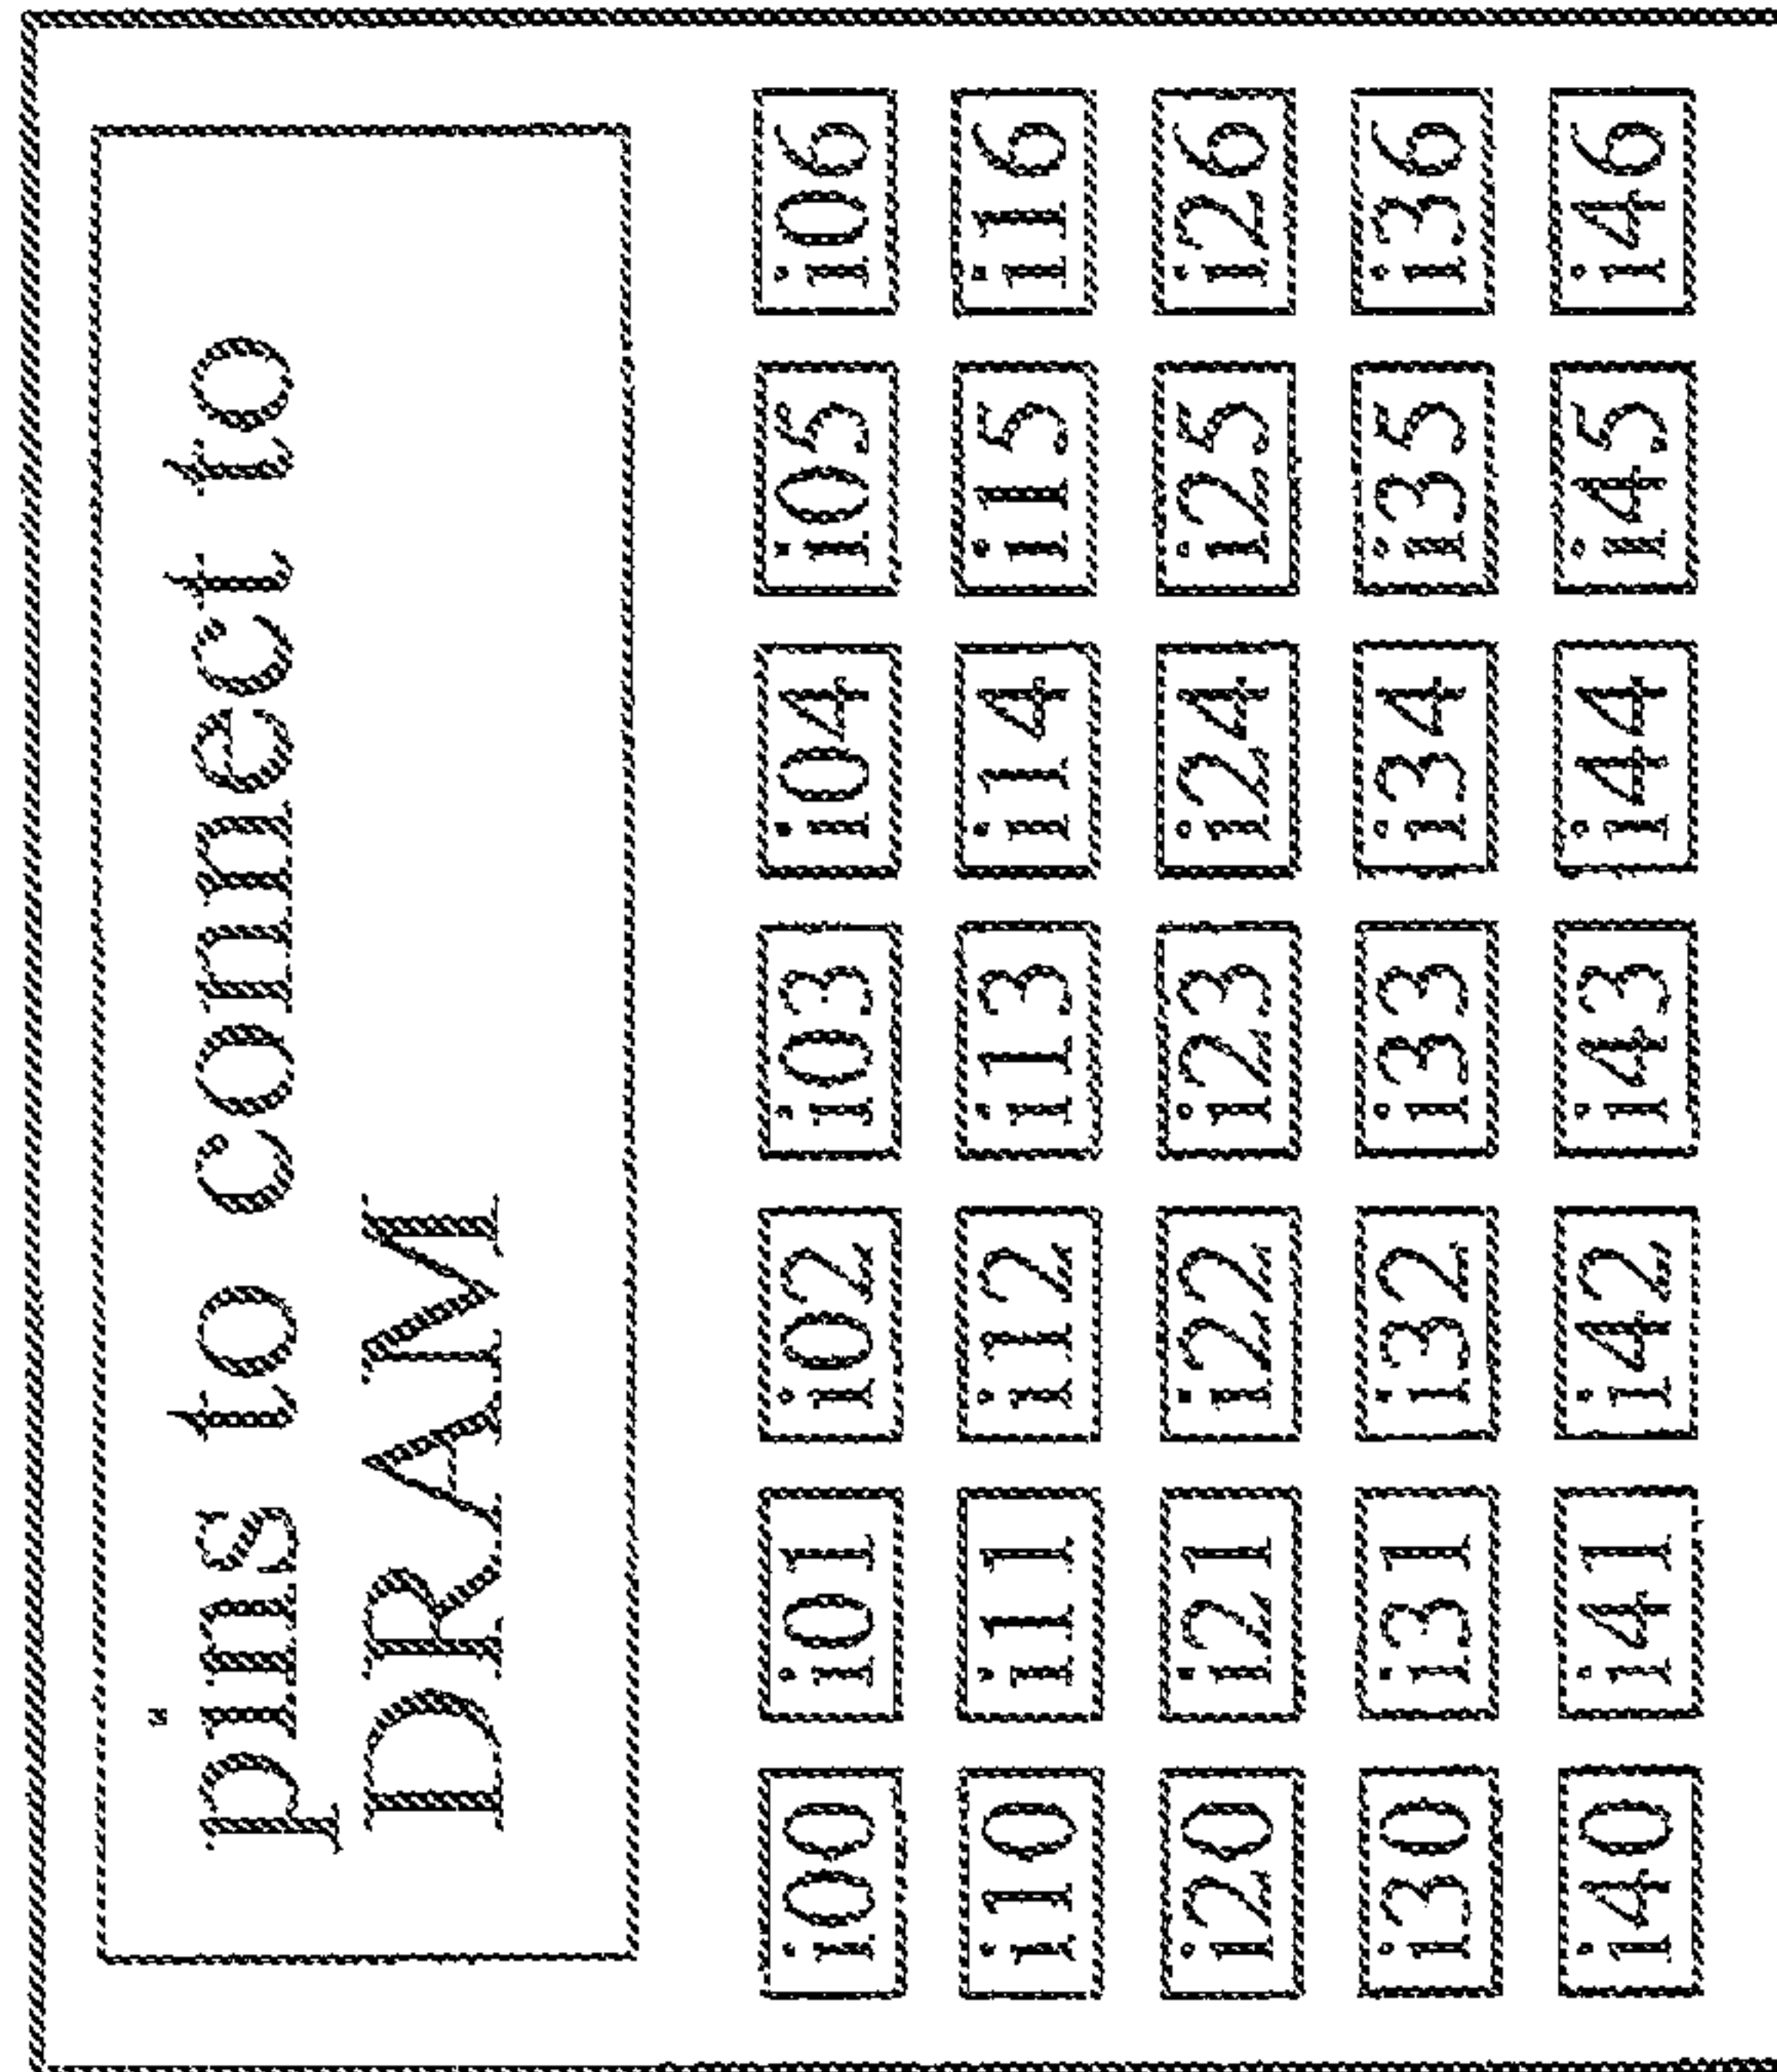 pins to connect to
DRAM
i00 i01 i02 i03 i04 i05 i06
i10 i11 i12 i13 i14 i15 i16
i20 i21 i22 i23 i24 i25 i26
i30 i31 i32 i33 i34 i35 i36
i40 i41 i42 i43 i44 i45 i46